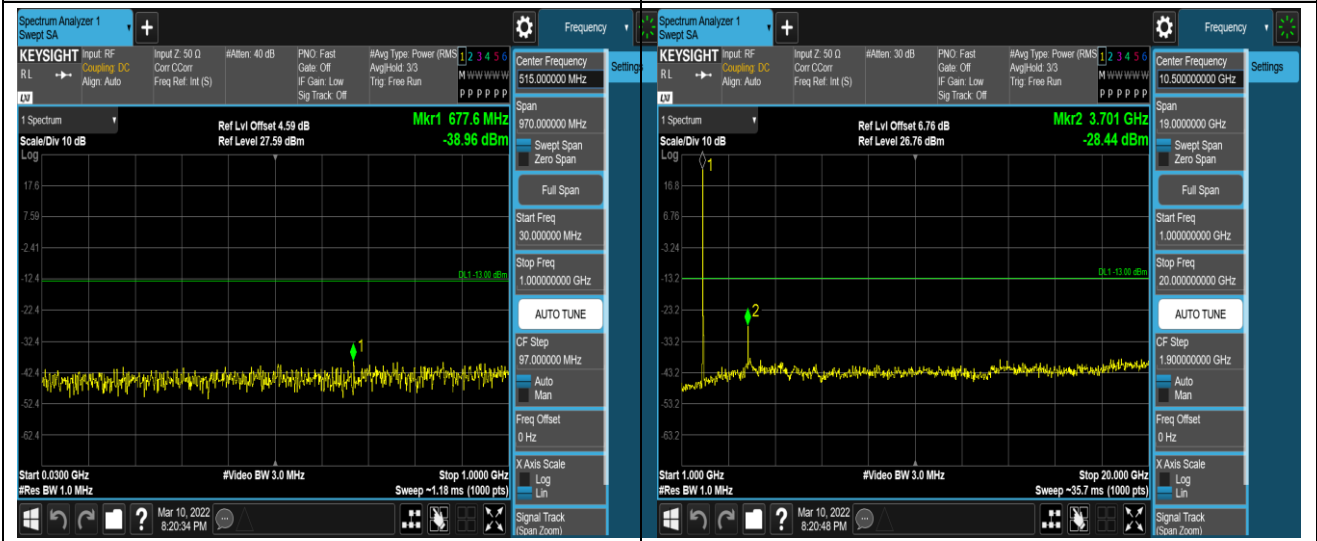 Spectrum Analyzer 1
Swept SA
Frequency
KEYSIGHT
RL
LXI
Input: RF
Coupling: DC
Align: Auto
Input Z: 50 Ω
Corr CCorr
Freq Ref: Int (S)
#Atten: 40 dB
PNO: Fast
Gate: Off
IF Gain: Low
Sig Track: Off
#Avg Type: Power (RMS
Avg|Hold: 3/3
Trig: Free Run
1 2 3 4 5 6
M W W W W W
P P P P P P
1 Spectrum
Scale/Div 10 dB
Log
Ref Lvl Offset 4.59 dB
Ref Level 27.59 dBm
Mkr1 677.6 MHz
-38.96 dBm
17.6
7.59
-2.41
-12.4
-22.4
-32.4
-42.4
-52.4
-62.4
DL1 -13.00 dBm
1
Start 0.0300 GHz
#Res BW 1.0 MHz
#Video BW 3.0 MHz
Stop 1.0000 GHz
Sweep ~1.18 ms (1000 pts)
Mar 10, 2022
8:20:34 PM
Center Frequency
515.000000 MHz
Settings
Span
970.000000 MHz
Swept Span
Zero Span
Full Span
Start Freq
30.000000 MHz
Stop Freq
1.000000000 GHz
AUTO TUNE
CF Step
97.000000 MHz
Auto
Man
Freq Offset
0 Hz
X Axis Scale
Log
Lin
Signal Track
(Span Zoom)
Spectrum Analyzer 1
Swept SA
Frequency
KEYSIGHT
RL
LXI
Input: RF
Coupling: DC
Align: Auto
Input Z: 50 Ω
Corr CCorr
Freq Ref: Int (S)
#Atten: 30 dB
PNO: Fast
Gate: Off
IF Gain: Low
Sig Track: Off
#Avg Type: Power (RMS
Avg|Hold: 3/3
Trig: Free Run
1 2 3 4 5 6
M W W W W W
P P P P P P
1 Spectrum
Scale/Div 10 dB
Log
Ref Lvl Offset 6.76 dB
Ref Level 26.76 dBm
Mkr2 3.701 GHz
-28.44 dBm
16.8
6.76
-3.24
-13.2
-23.2
-33.2
-43.2
-53.2
-63.2
DL1 -13.00 dBm
1
2
Start 1.000 GHz
#Res BW 1.0 MHz
#Video BW 3.0 MHz
Stop 20.000 GHz
Sweep ~35.7 ms (1000 pts)
Mar 10, 2022
8:20:48 PM
Center Frequency
10.500000000 GHz
Settings
Span
19.0000000 GHz
Swept Span
Zero Span
Full Span
Start Freq
1.000000000 GHz
Stop Freq
20.000000000 GHz
AUTO TUNE
CF Step
1.900000000 GHz
Auto
Man
Freq Offset
0 Hz
X Axis Scale
Log
Lin
Signal Track
(Span Zoom)